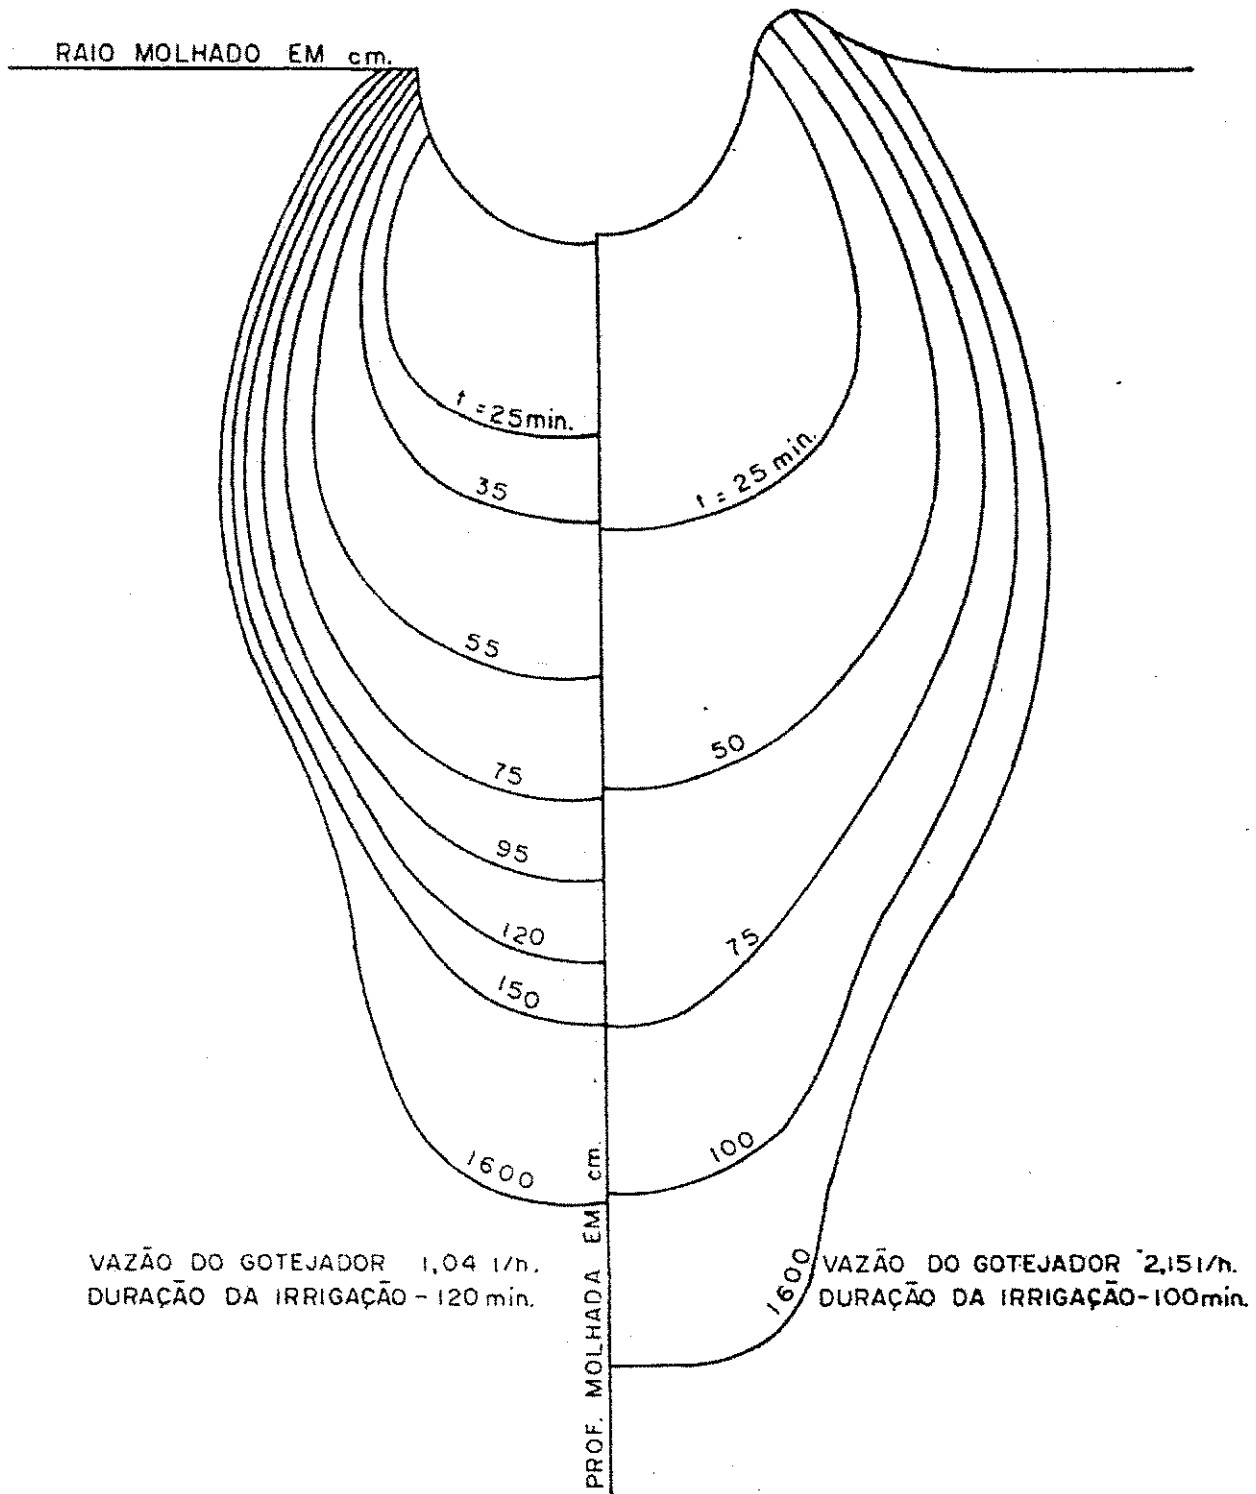 RAIO MOLHADO EM cm.
t = 25 min.
35
55
75
95
120
150
1600
t = 25 min.
50
75
100
1600
PROF. MOLHADA EM cm.
VAZÃO DO GOTEJADOR 1,04 l/h.
DURAÇÃO DA IRRIGAÇÃO - 120 min.
VAZÃO DO GOTEJADOR 2,15 l/h.
DURAÇÃO DA IRRIGAÇÃO-100min.